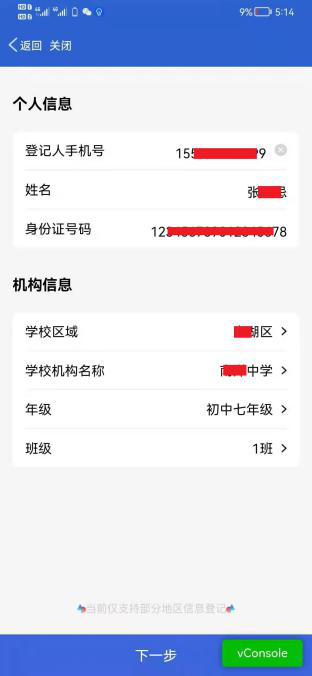 9% 5:14
返回 关闭
个人信息
登记人手机号 155 9
姓名 张
身份证号码 12 78
机构信息
学校区域 湖区
学校机构名称 中学
年级 初中七年级
班级 1班
当前仅支持部分地区信息登记
下一步 vConsole